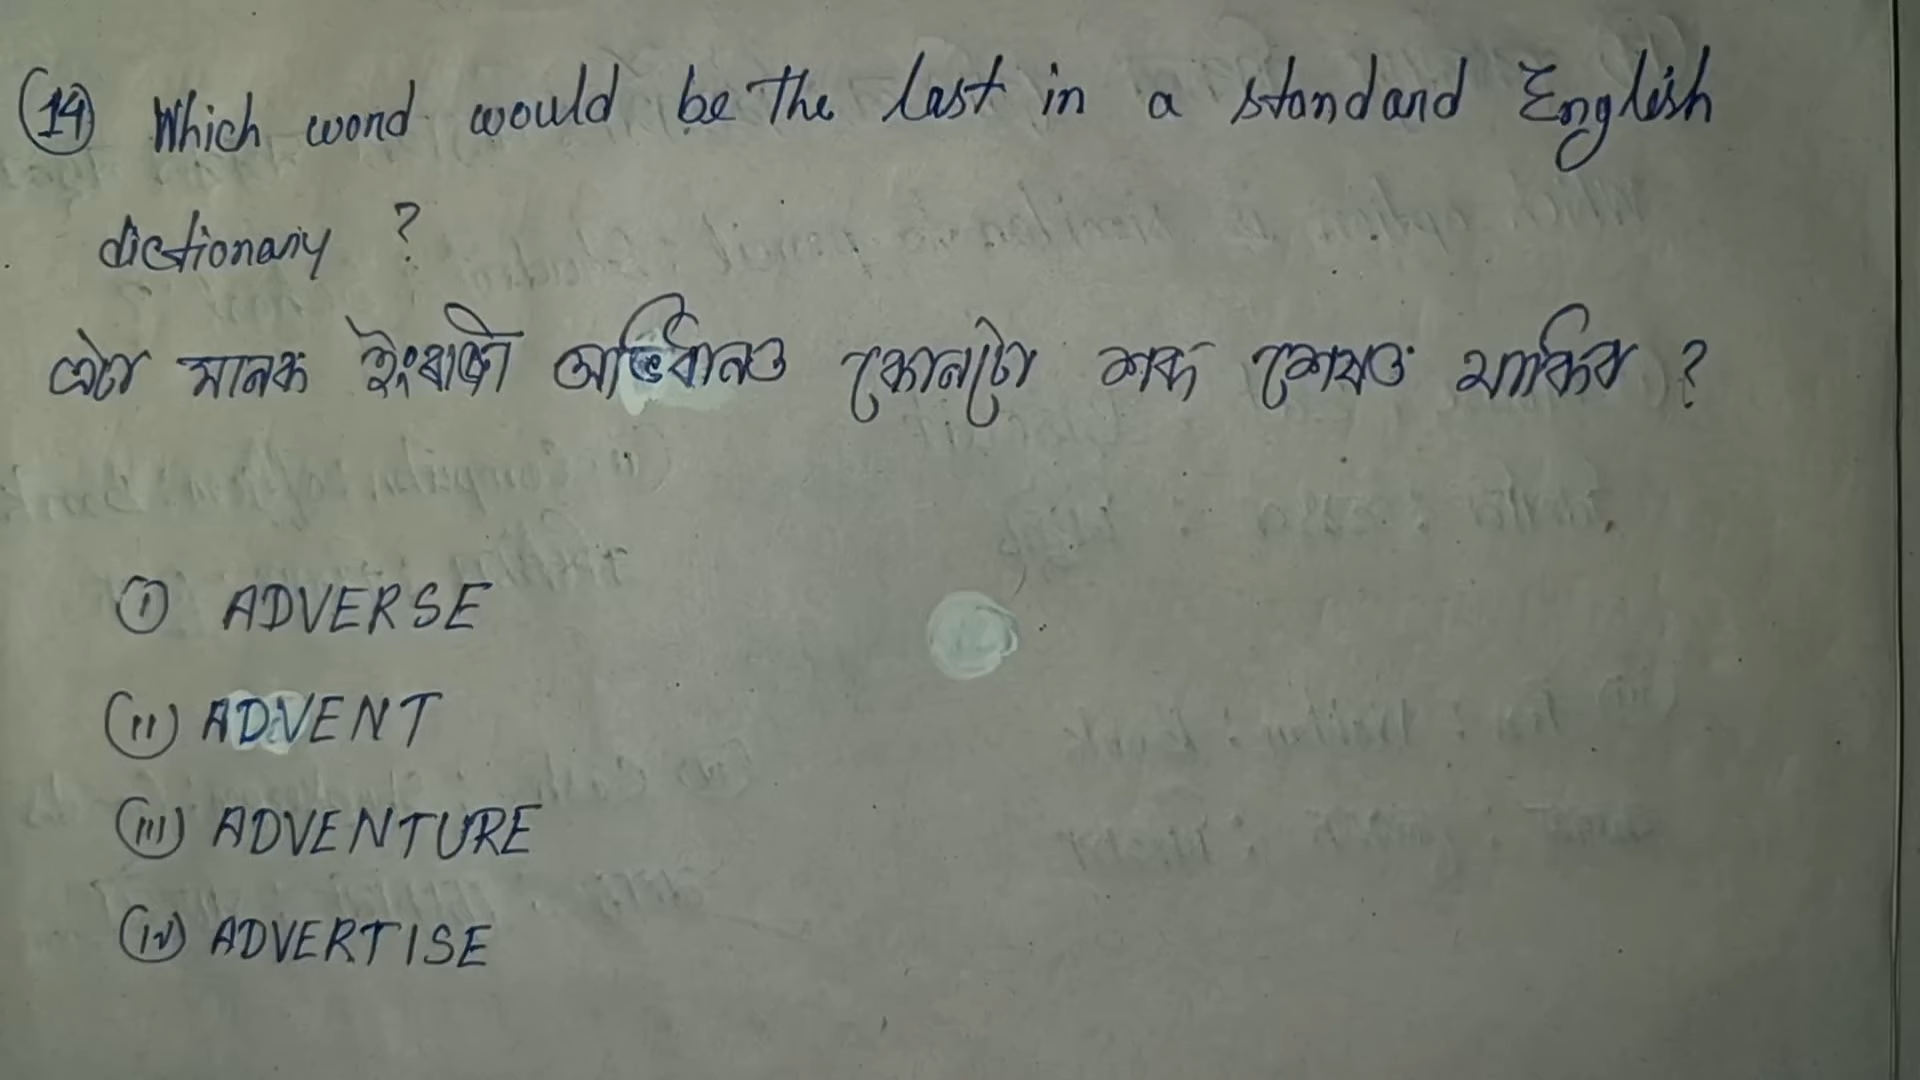 (14) Which word would be the last in a standard English
dictionary ?
এটা মানক ইংৰাজী অভিধানত কোনটো শব্দ শেষত থাকিব ?
(i) ADVERSE
(ii) ADVENT
(iii) ADVENTURE
(iv) ADVERTISE